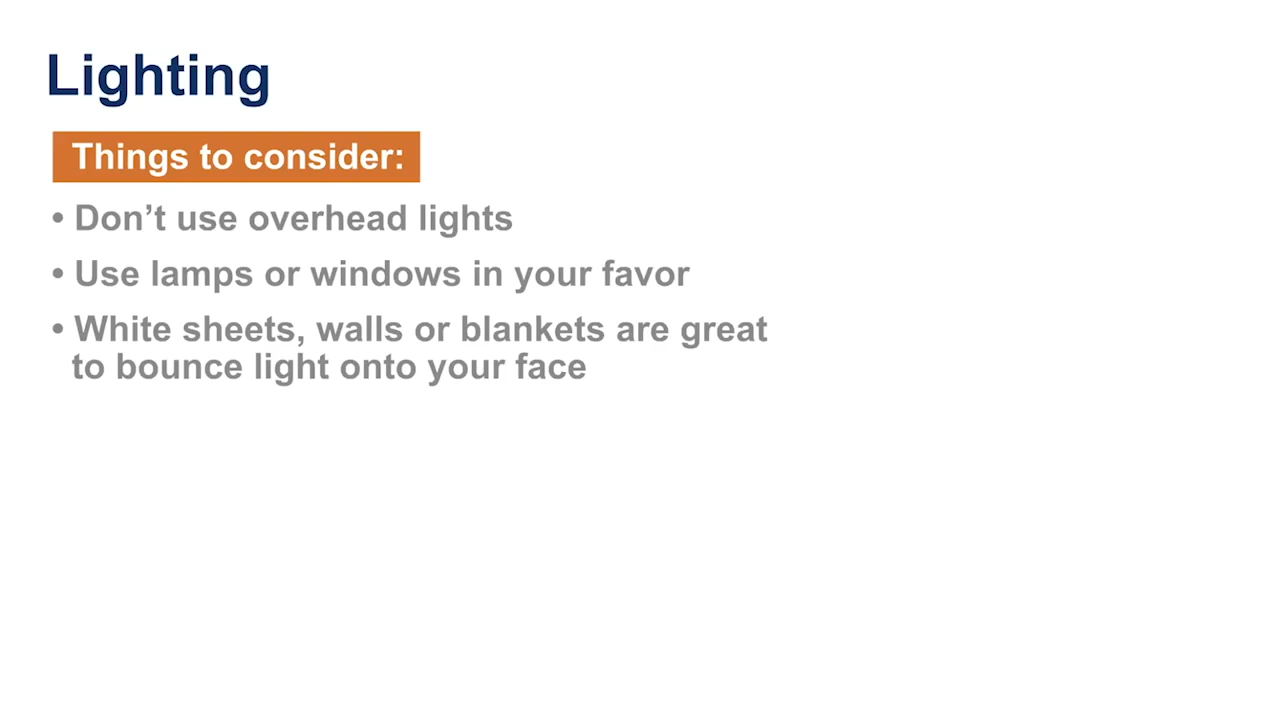 Lighting
Things to consider:
• Don’t use overhead lights
• Use lamps or windows in your favor
• White sheets, walls or blankets are great
to bounce light onto your face